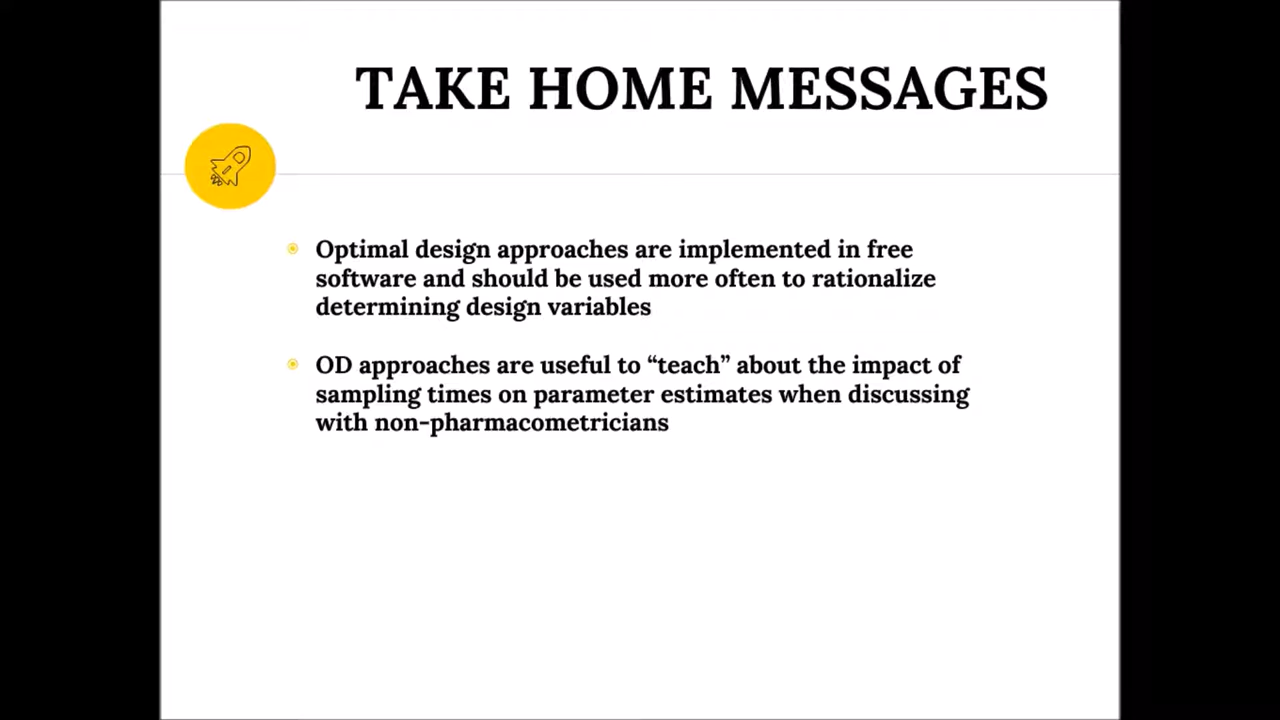 TAKE HOME MESSAGES
Optimal design approaches are implemented in free
software and should be used more often to rationalize
determining design variables
OD approaches are useful to “teach” about the impact of
sampling times on parameter estimates when discussing
with non-pharmacometricians